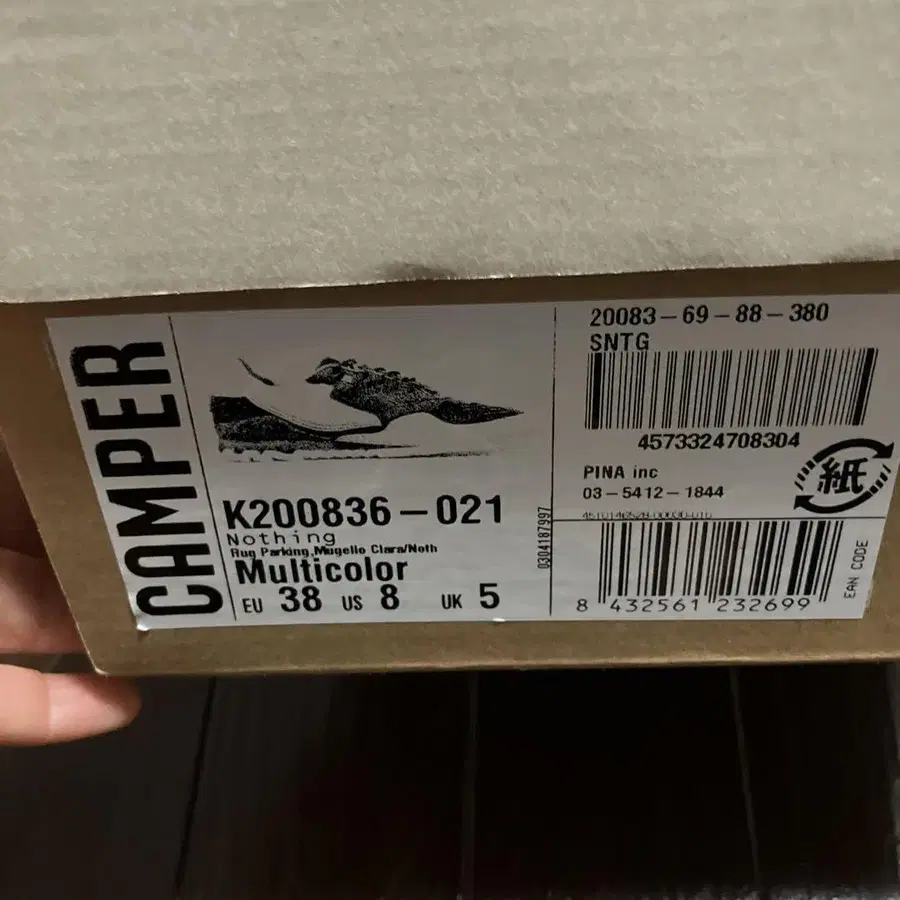 CAMPER
K200836-021
Nothing
Rug Parking,Mugello Clara/Noth
Multicolor
EU 38 US 8 UK 5
0304187997
20083-69-88-380
SNTG
4573324708304
PINA inc
03-5412-1844
紙
8 432561 232699
EAN CODE